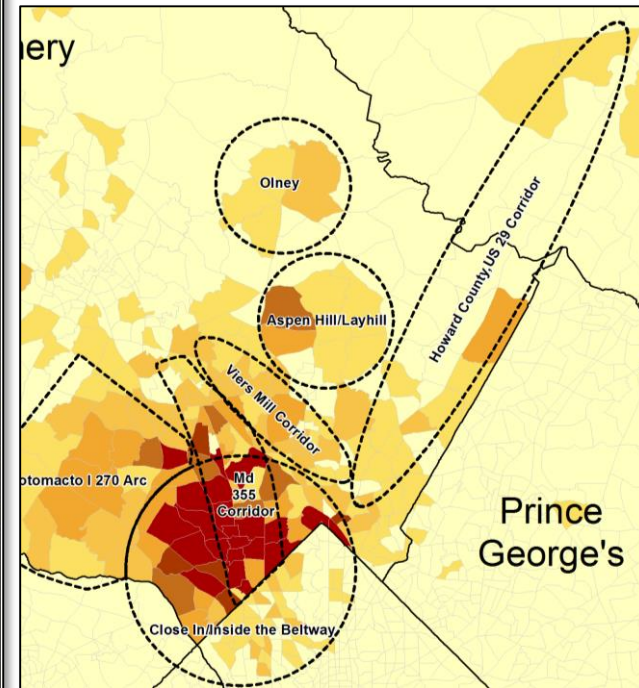 nery
Olney
Aspen Hill/Layhill
Howard County,US 29 Corridor
Viers Mill Corridor
otomacto I 270 Arc
Md
355
Corridor
Prince
George's
Close In/Inside the Beltway